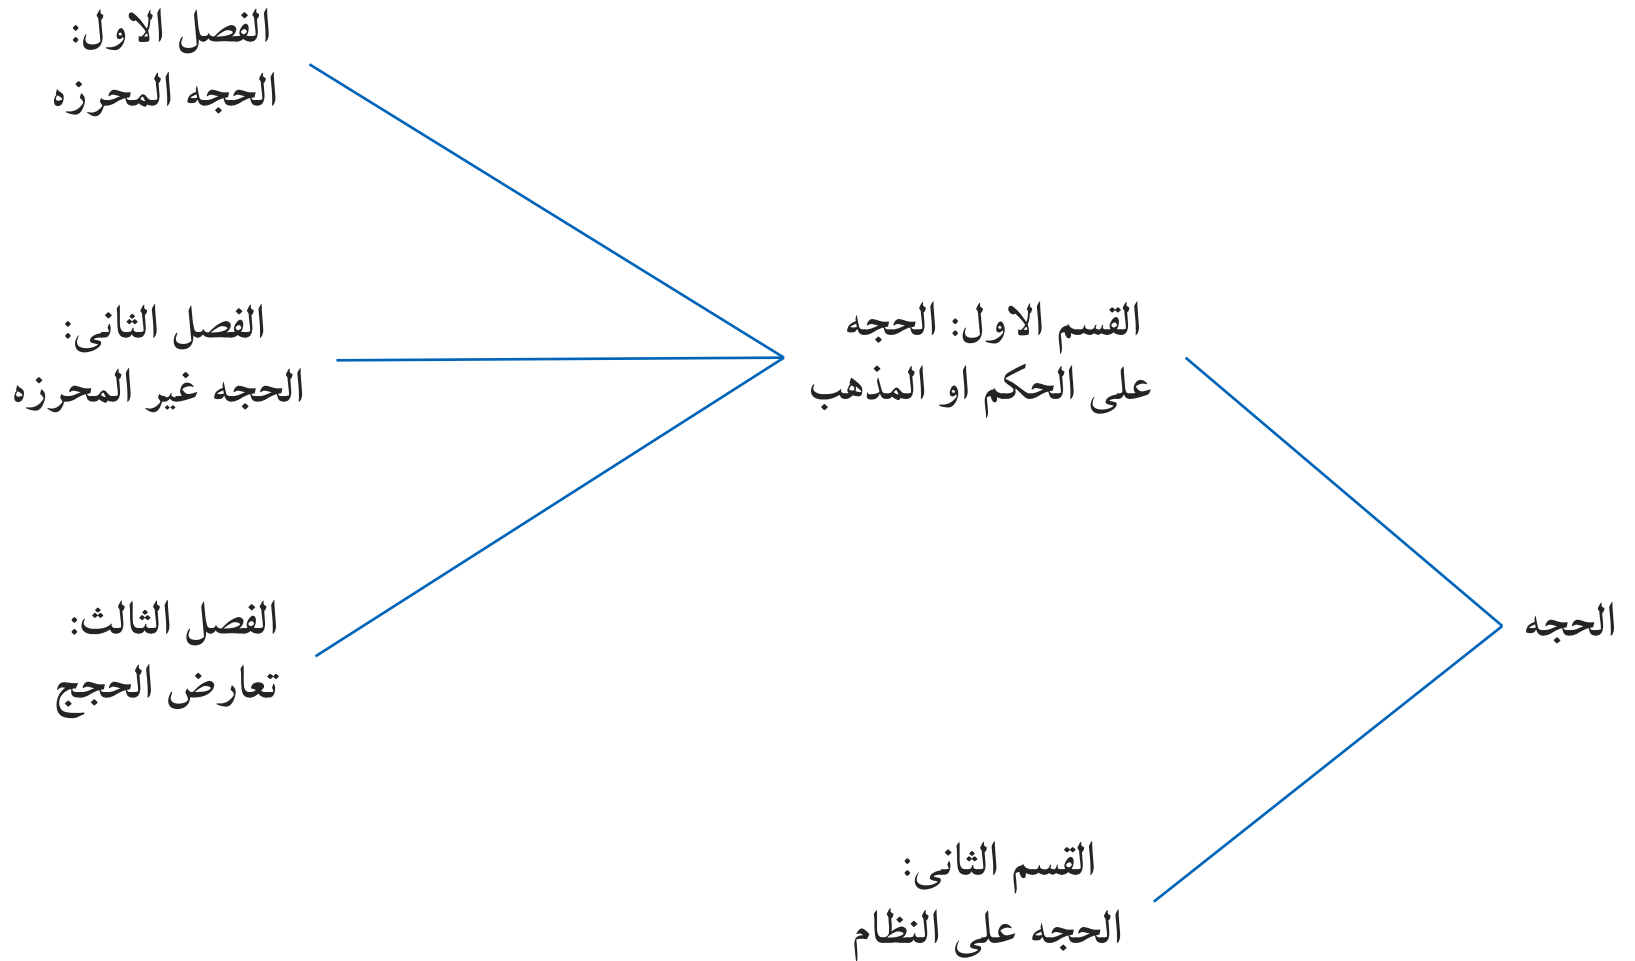 الحجه
القسم الاول: الحجه
على الحكم او المذهب
الفصل الاول:
الحجه المحرزه
الفصل الثانى:
الحجه غير المحرزه
الفصل الثالث:
تعارض الحجج
القسم الثانى:
الحجه على النظام